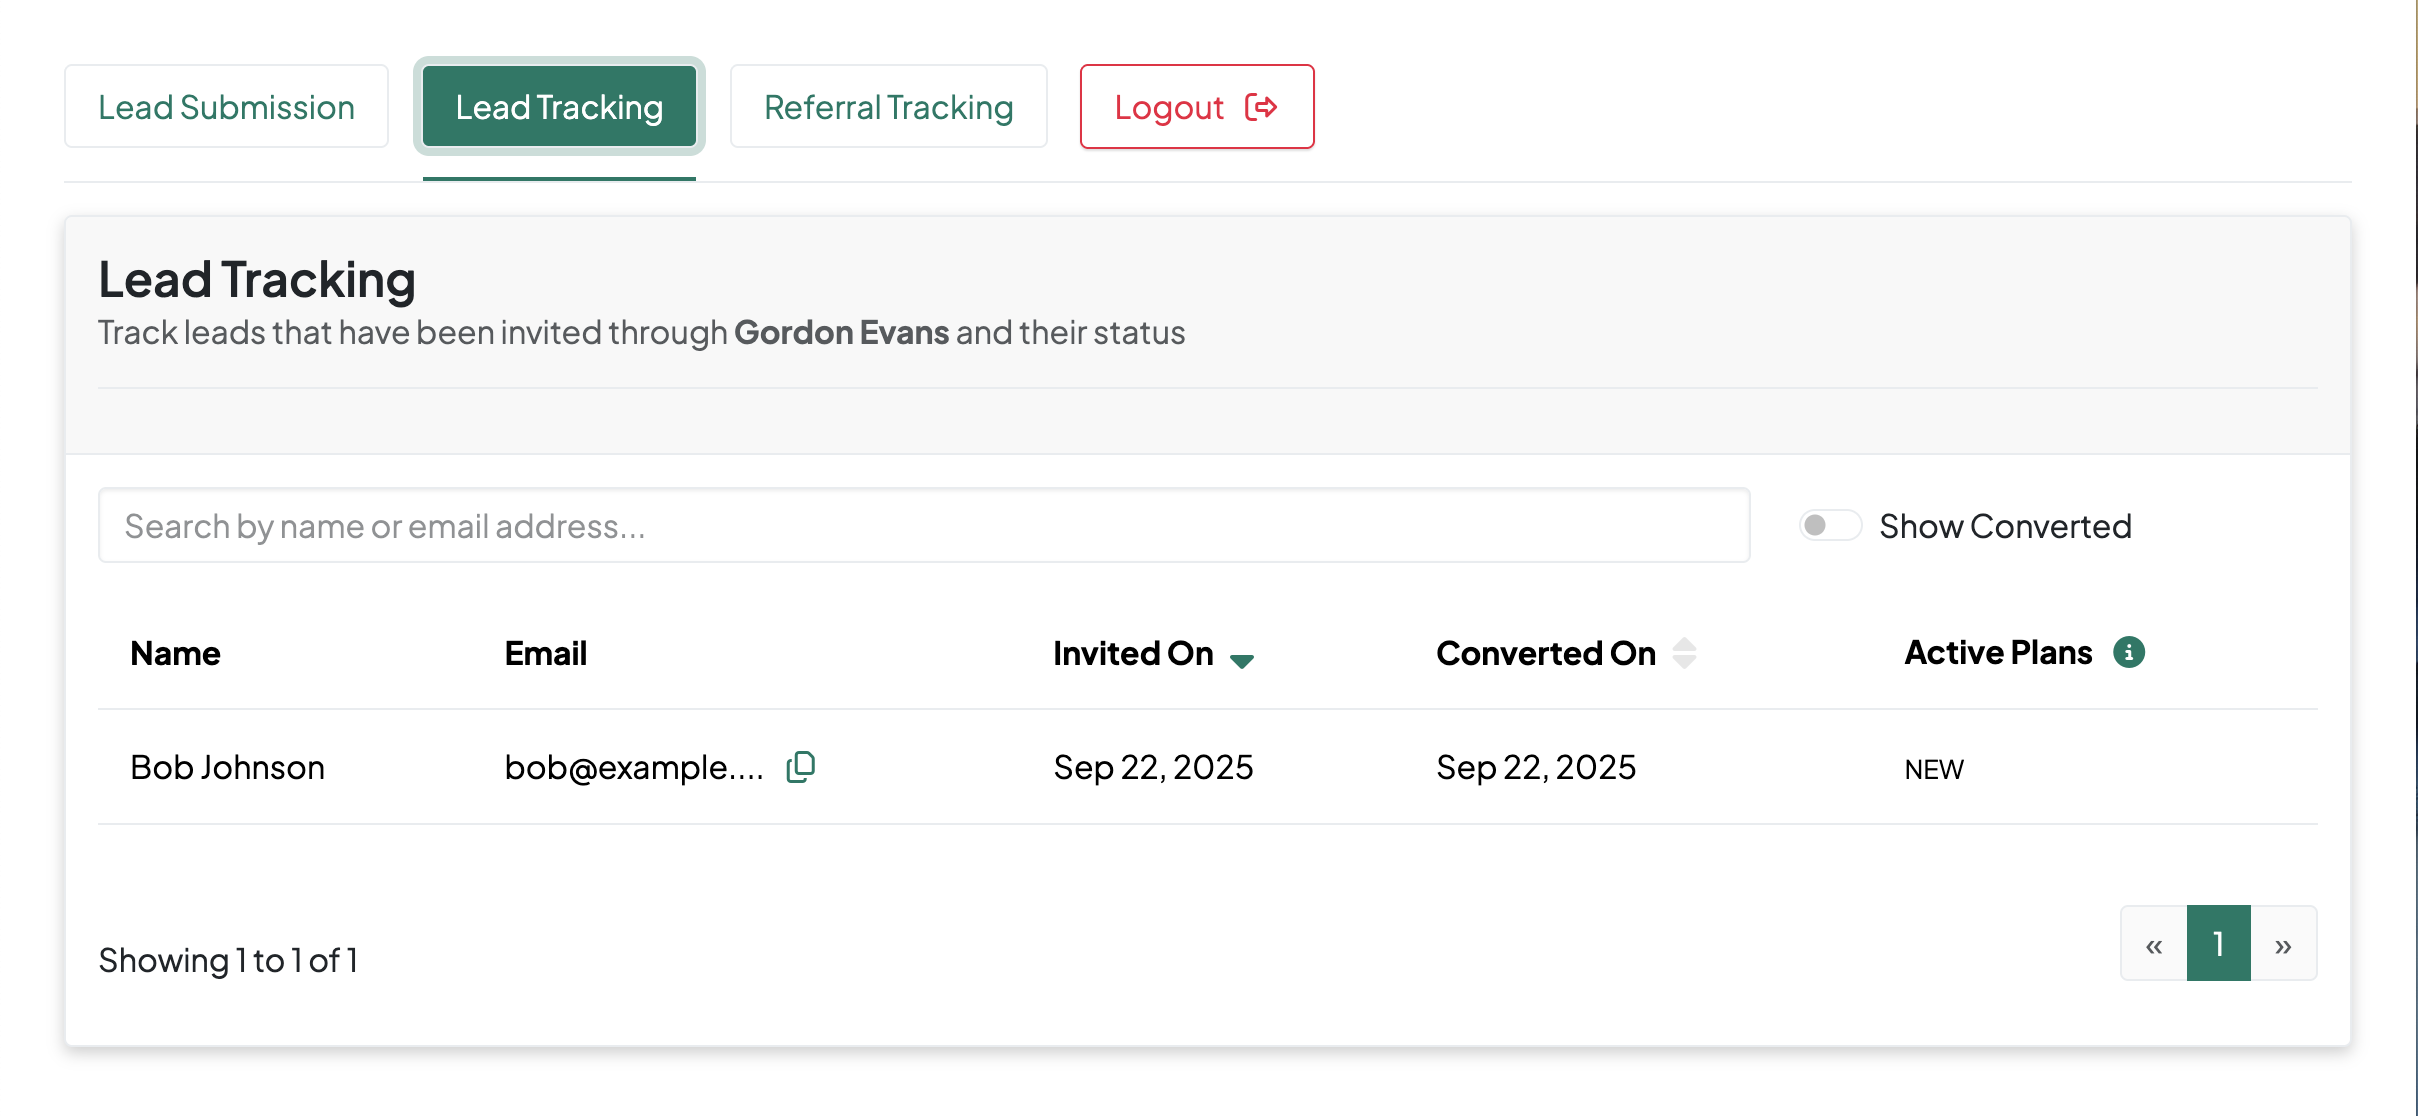 Lead Submission
Lead Tracking
Referral Tracking
Logout
Lead Tracking
Track leads that have been invited through Gordon Evans and their status
Search by name or email address...
Show Converted
Name Email Invited On Converted On Active Plans
Bob Johnson bob@example.... Sep 22, 2025 Sep 22, 2025 NEW
Showing 1 to 1 of 1
« 1 »